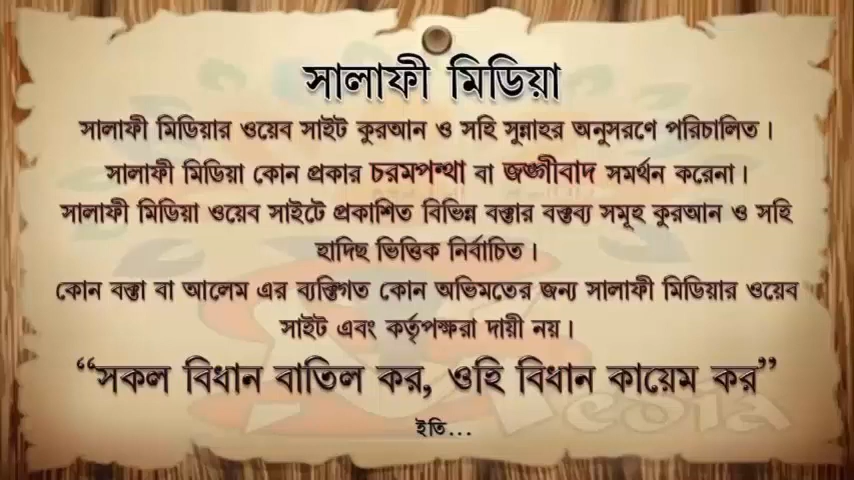 সালাফী মিডিয়া
সালাফী মিডিয়ার ওয়েব সাইট কুরআন ও সহি সুন্নাহর অনুসরণে পরিচালিত।
সালাফী মিডিয়া কোন প্রকার চরমপন্থা বা জঙ্গীবাদ সমর্থন করেনা।
সালাফী মিডিয়া ওয়েব সাইটে প্রকাশিত বিভিন্ন বক্তার বক্তব্য সমূহ কুরআন ও সহি
হাদিছ ভিত্তিক নির্বাচিত।
কোন বক্তা বা আলেম এর ব্যক্তিগত কোন অভিমতের জন্য সালাফী মিডিয়ার ওয়েব
সাইট এবং কর্তৃপক্ষরা দায়ী নয়।
“সকল বিধান বাতিল কর, ওহি বিধান কায়েম কর”
ইতি...